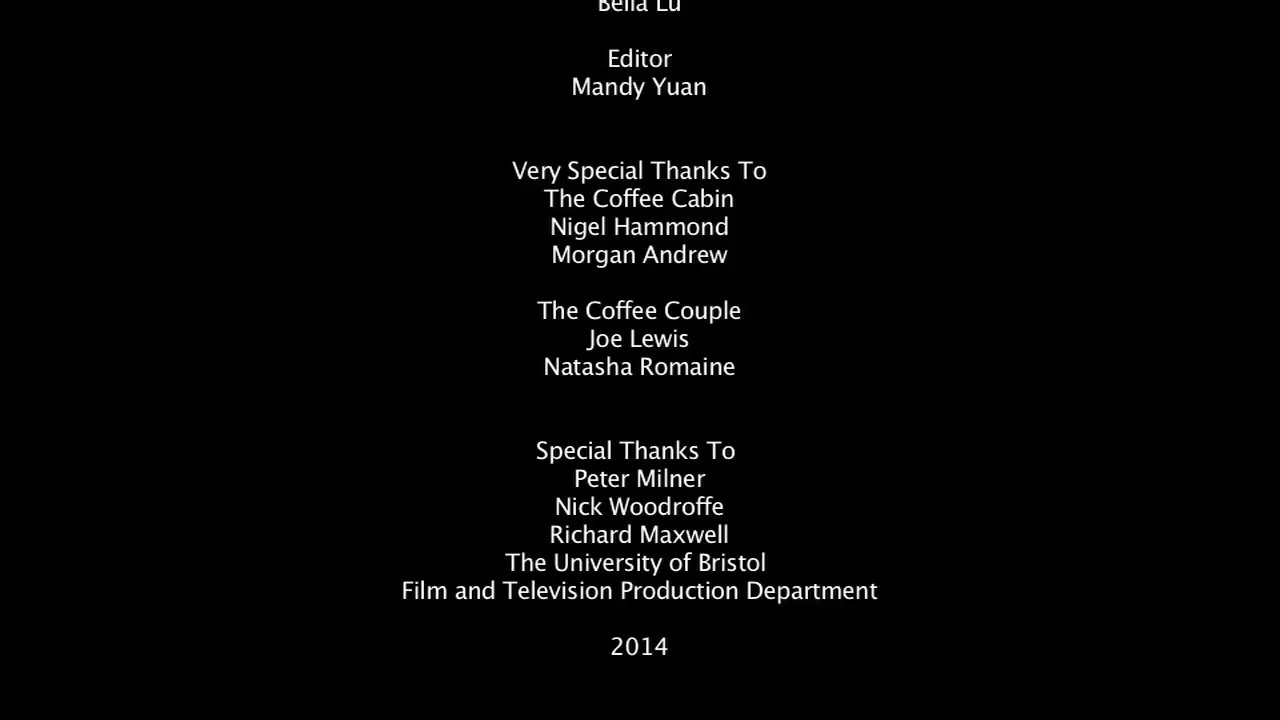 Bella Lu
Editor
Mandy Yuan
Very Special Thanks To
The Coffee Cabin
Nigel Hammond
Morgan Andrew
The Coffee Couple
Joe Lewis
Natasha Romaine
Special Thanks To
Peter Milner
Nick Woodroffe
Richard Maxwell
The University of Bristol
Film and Television Production Department
2014